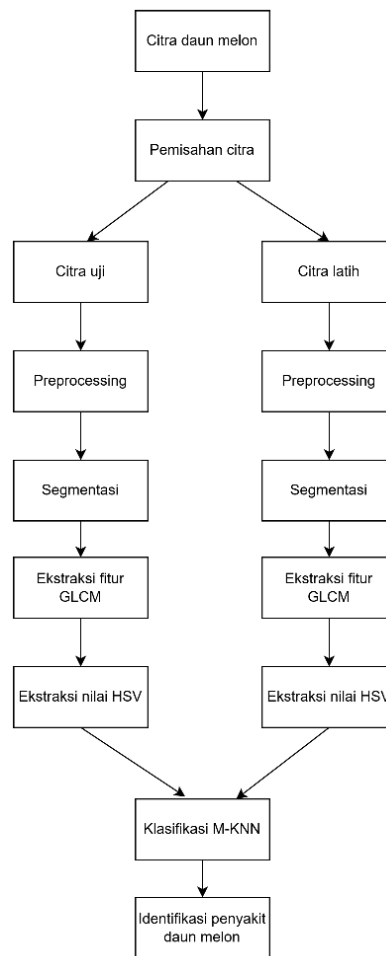 Citra daun melon
Pemisahan citra
Citra uji
Citra latih
Preprocessing
Preprocessing
Segmentasi
Segmentasi
Ekstraksi fitur
GLCM
Ekstraksi fitur
GLCM
Ekstraksi nilai HSV
Ekstraksi nilai HSV
Klasifikasi M-KNN
Identifikasi penyakit
daun melon